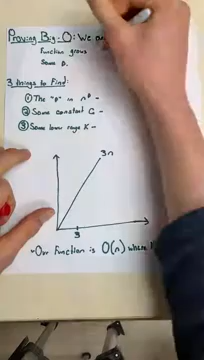 Proving Big-O: We
Function grows
Some p.
3 things to Find:
① The "p" in nᵖ -
② Some constant C -
③ Some lower range K -
3n
"Our Function is O(n) where